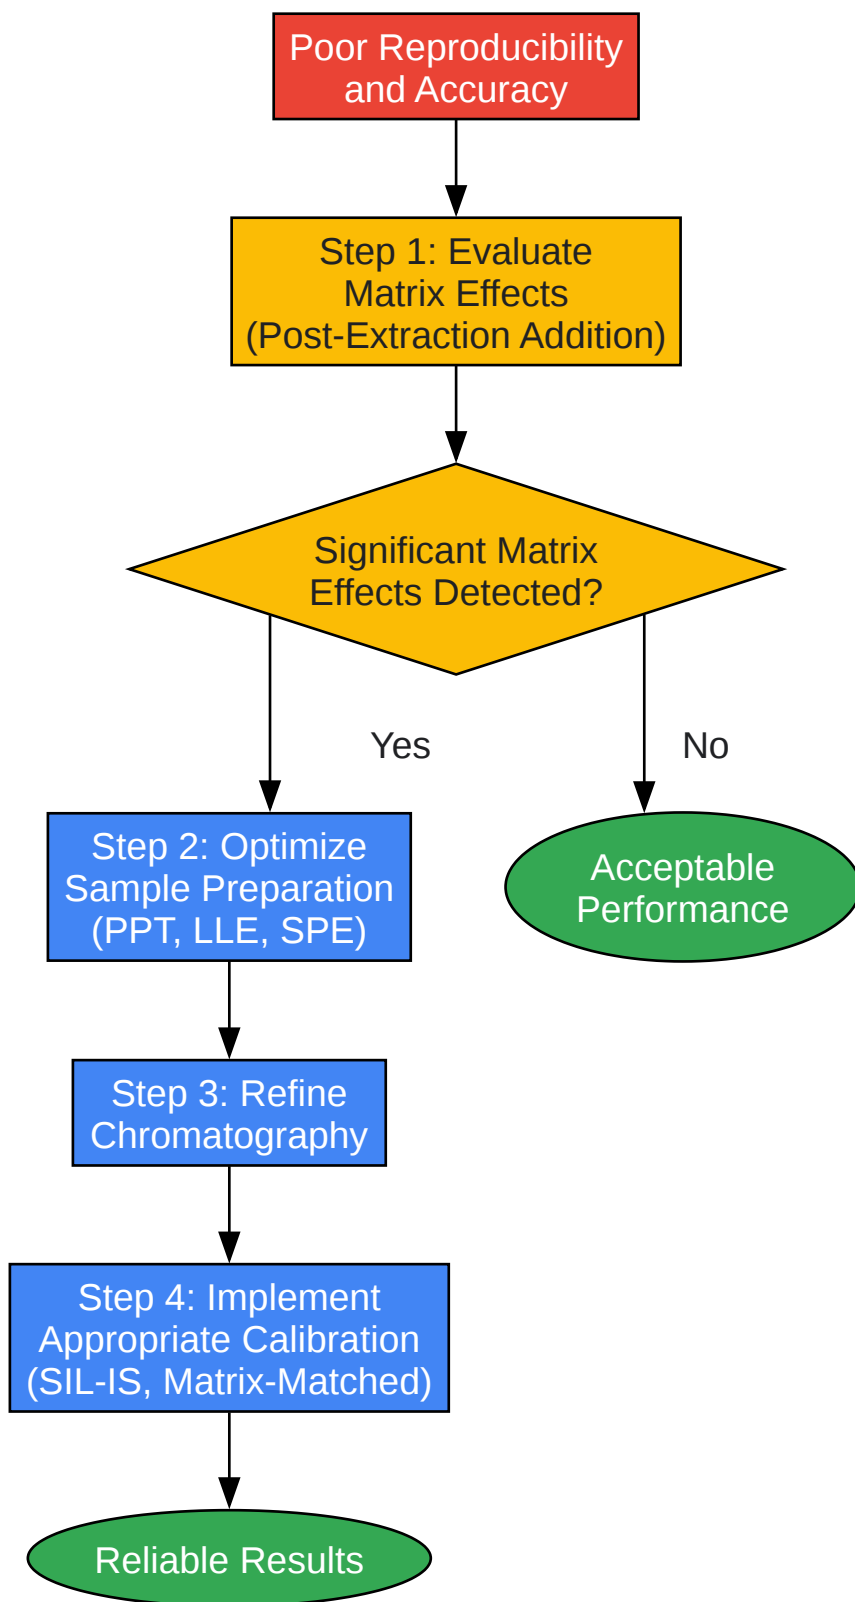 Poor Reproducibility
and Accuracy
Step 1: Evaluate
Matrix Effects
(Post-Extraction Addition)
Significant Matrix
Effects Detected?
Yes
No
Step 2: Optimize
Sample Preparation
(PPT, LLE, SPE)
Acceptable
Performance
Step 3: Refine
Chromatography
Step 4: Implement
Appropriate Calibration
(SIL-IS, Matrix-Matched)
Reliable Results